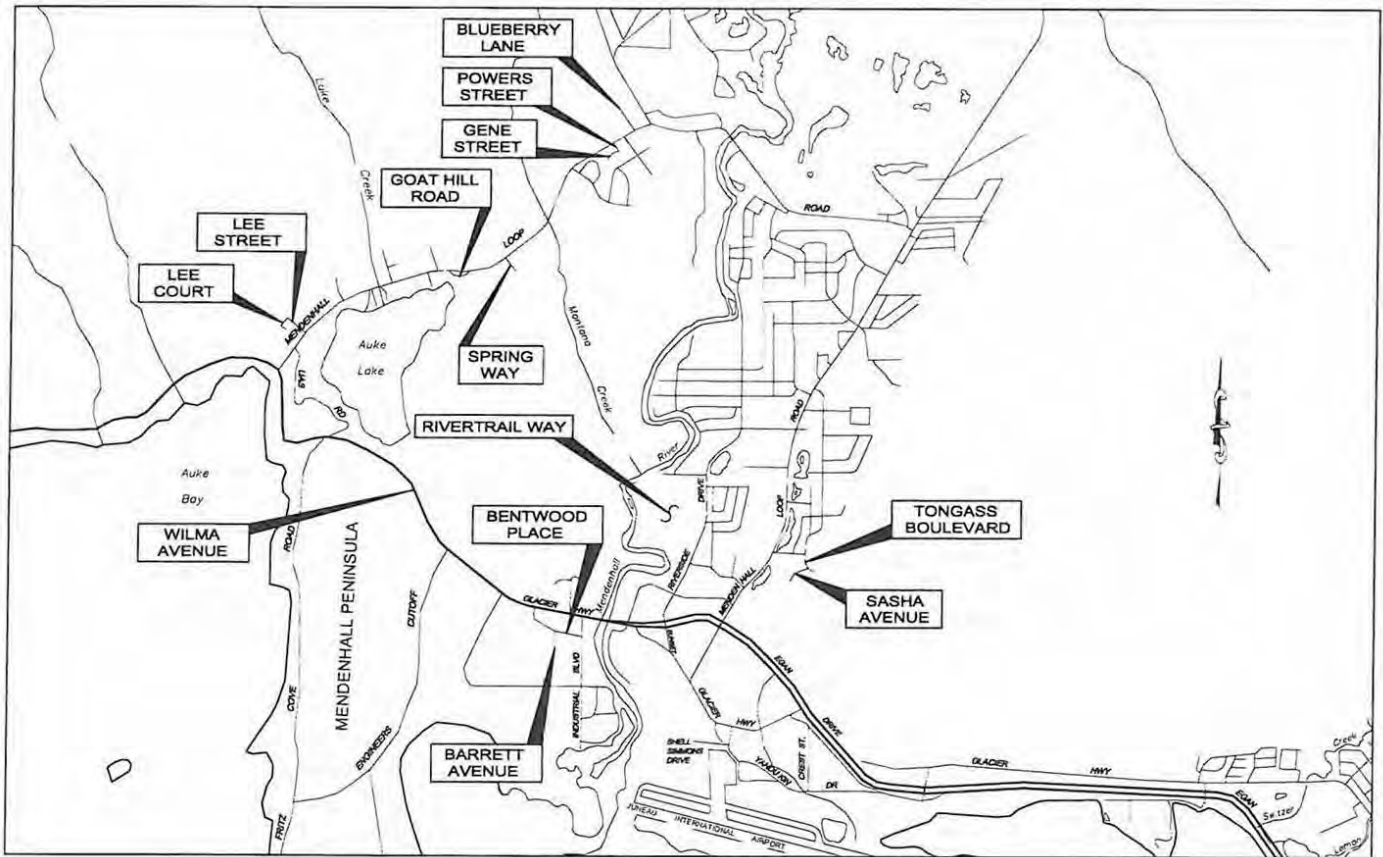 BLUEBERRY
LANE
POWERS
STREET
GENE
STREET
GOAT HILL
ROAD
LEE
STREET
LEE
COURT
Creek
LOOP
ROAD
MENDENHALL
Auke
Lake
UAS
RD
SPRING
WAY
Montana
Creek
ROAD
RIVERTRAIL WAY
River
DRIVE
LOOP
Auke
Bay
WILMA
AVENUE
ROAD
MENDENHALL PENINSULA
BENTWOOD
PLACE
TONGASS
BOULEVARD
SASHA
AVENUE
Mendenhall
RIVERSIDE
MENDENHALL
GLACIER HWY
CUTOFF
COVE
ENGINEERS
FRITZ
INDUSTRIAL BLVD
BARRETT
AVENUE
EGAN
DRIVE
GLACIER
HWY
SHELL
SIMMONS
DRIVE
CREST ST.
DR
JUNEAU INTERNATIONAL
AIRPORT
GLACIER HWY
EGAN
Creek
Lemon